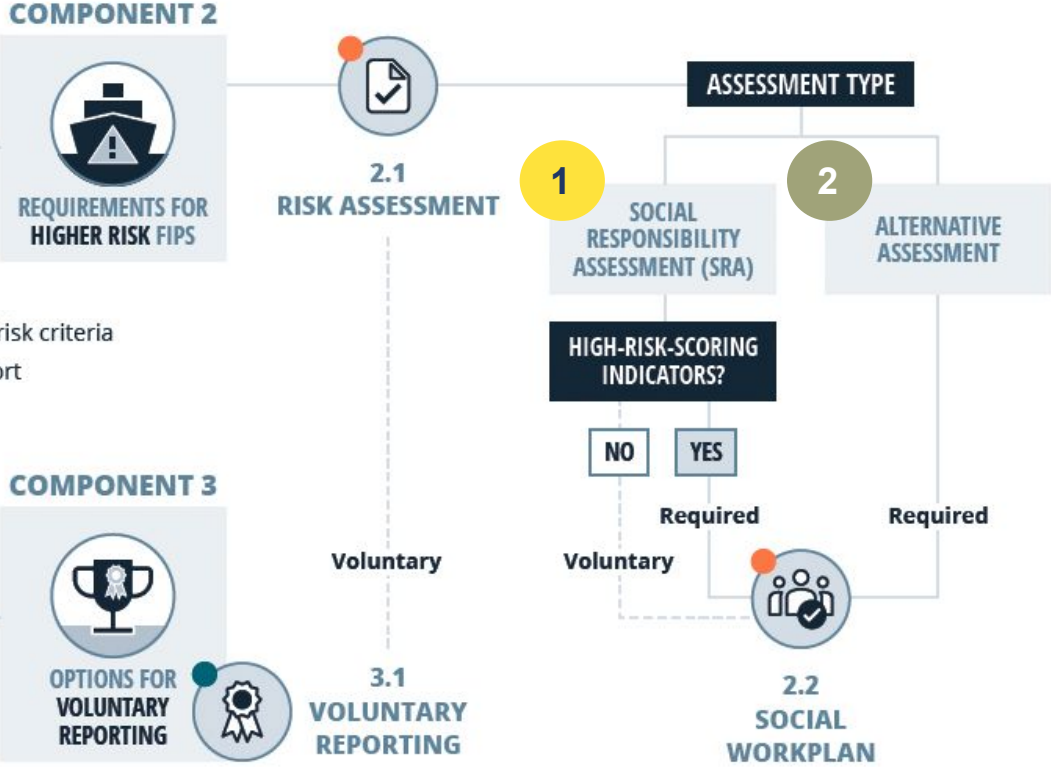 COMPONENT 2
REQUIREMENTS FOR
HIGHER RISK FIPS
2.1
RISK ASSESSMENT
ASSESSMENT TYPE
1
SOCIAL
RESPONSIBILITY
ASSESSMENT (SRA)
2
ALTERNATIVE
ASSESSMENT
risk criteria
HIGH-RISK-SCORING
INDICATORS?
NO
YES
Required
Required
Voluntary
Voluntary
COMPONENT 3
OPTIONS FOR
VOLUNTARY
REPORTING
3.1
VOLUNTARY
REPORTING
2.2
SOCIAL
WORKPLAN